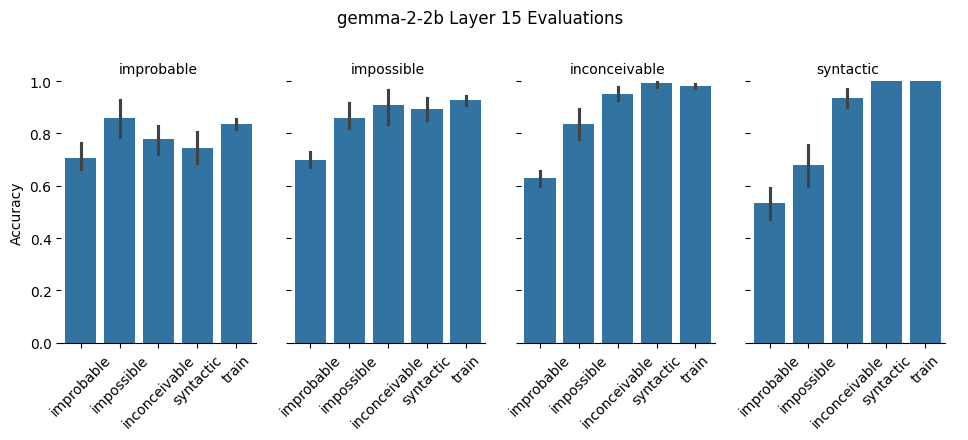 gemma-2-2b Layer 15 Evaluations
improbable
impossible
inconceivable
syntactic
Accuracy
1.0
0.8
0.6
0.4
0.2
0.0
improbable
impossible
inconceivable
syntactic
train
improbable
impossible
inconceivable
syntactic
train
improbable
impossible
inconceivable
syntactic
train
improbable
impossible
inconceivable
syntactic
train